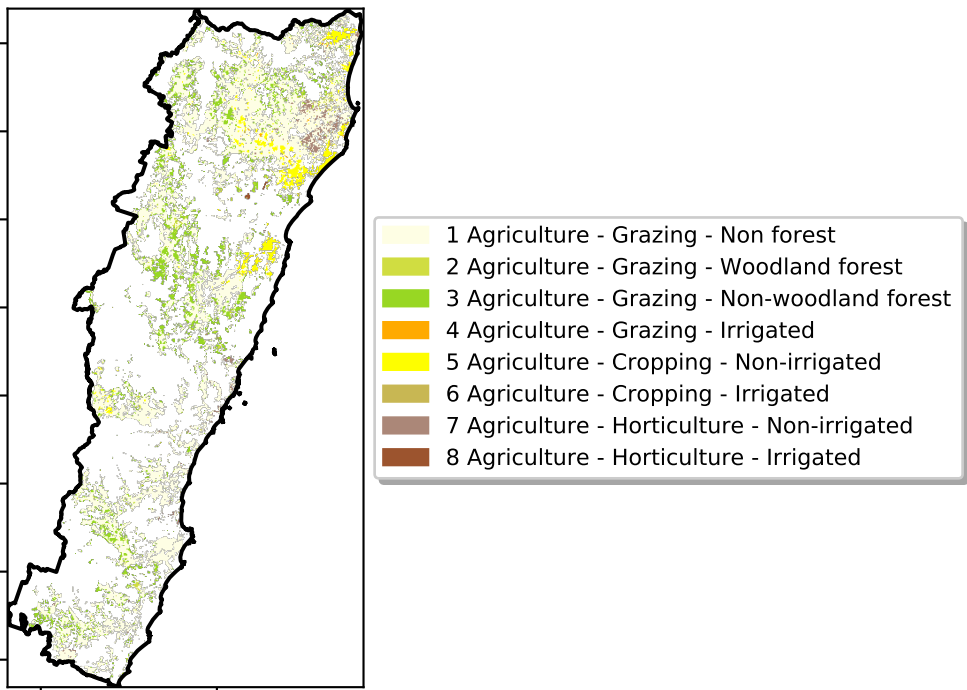 1 Agriculture - Grazing - Non forest
2 Agriculture - Grazing - Woodland forest
3 Agriculture - Grazing - Non-woodland forest
4 Agriculture - Grazing - Irrigated
5 Agriculture - Cropping - Non-irrigated
6 Agriculture - Cropping - Irrigated
7 Agriculture - Horticulture - Non-irrigated
8 Agriculture - Horticulture - Irrigated